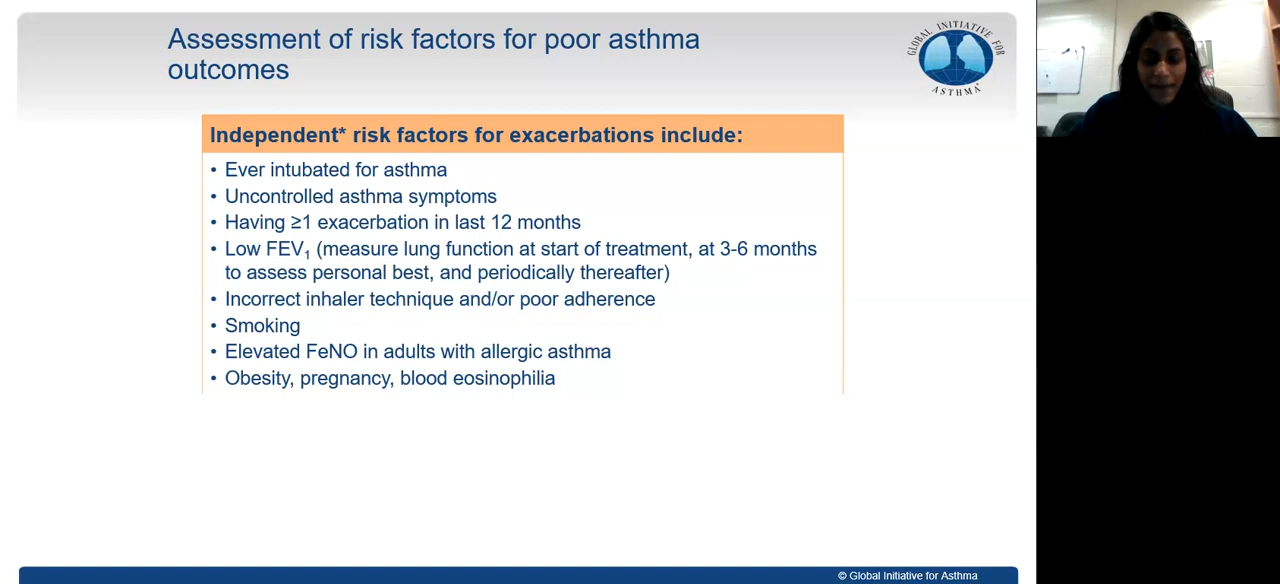 Assessment of risk factors for poor asthma
outcomes
GLOBAL INITIATIVE FOR
ASTHMA
Independent* risk factors for exacerbations include:
• Ever intubated for asthma
• Uncontrolled asthma symptoms
• Having ≥1 exacerbation in last 12 months
• Low FEV₁ (measure lung function at start of treatment, at 3-6 months
to assess personal best, and periodically thereafter)
• Incorrect inhaler technique and/or poor adherence
• Smoking
• Elevated FeNO in adults with allergic asthma
• Obesity, pregnancy, blood eosinophilia
© Global Initiative for Asthma